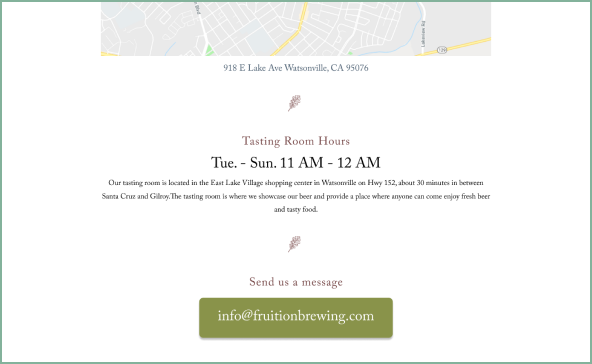 Lakeview Rd
129
918 E Lake Ave Watsonville, CA 95076
Tasting Room Hours
Tue. - Sun. 11 AM - 12 AM
Our tasting room is located in the East Lake Village shopping center in Watsonville on Hwy 152, about 30 minutes in between
Santa Cruz and Gilroy.The tasting room is where we showcase our beer and provide a place where anyone can come enjoy fresh beer
and tasty food.
Send us a message
info@fruitionbrewing.com